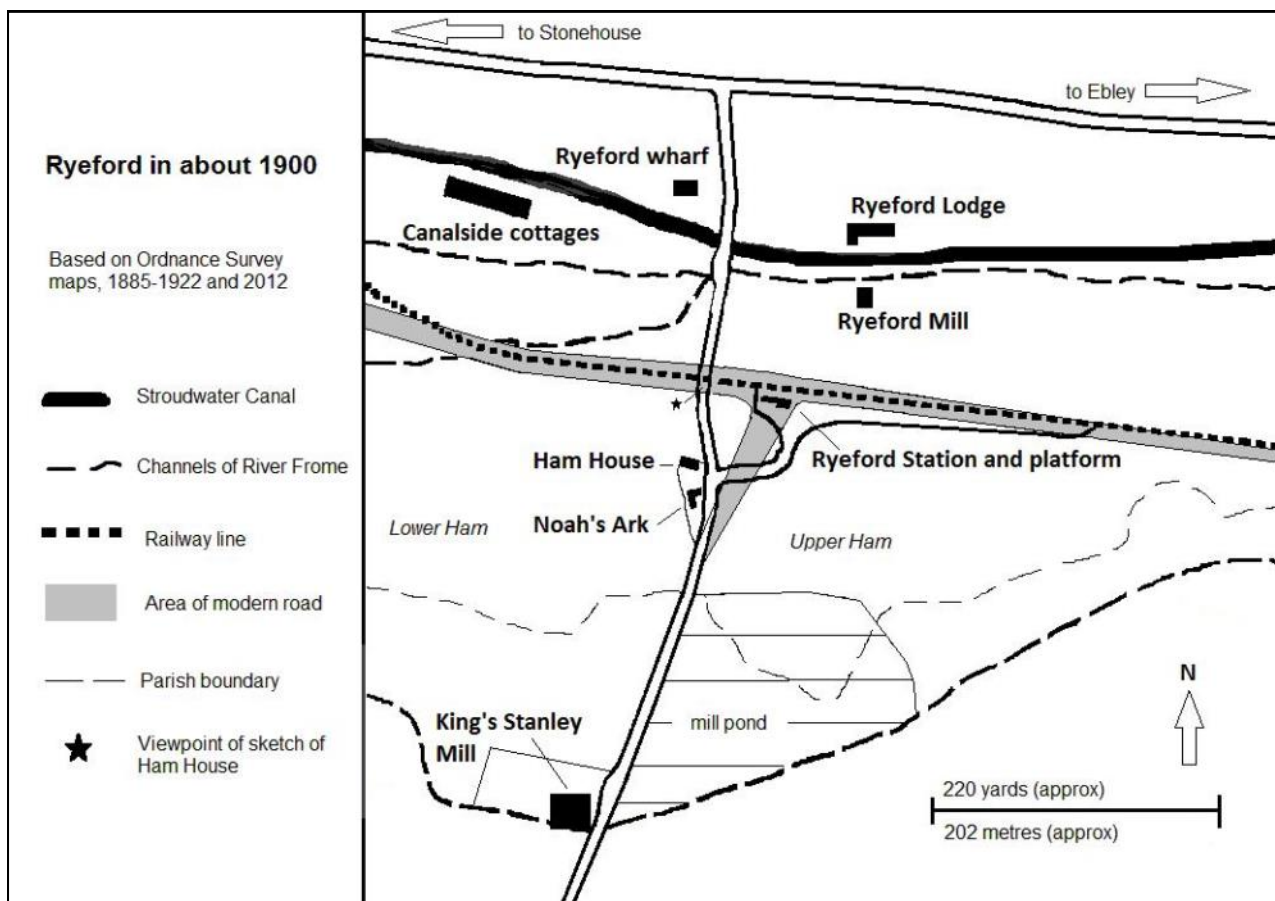 Ryeford in about 1900
Based on Ordnance Survey
maps, 1885-1922 and 2012
Stroudwater Canal
Channels of River Frome
Railway line
Area of modern road
Parish boundary
Viewpoint of sketch of
Ham House
to Stonehouse
to Ebley
Ryeford wharf
Ryeford Lodge
Canalside cottages
Ryeford Mill
Ham House
Ryeford Station and platform
Noah's Ark
Lower Ham
Upper Ham
King's Stanley
Mill
mill pond
N
220 yards (approx)
202 metres (approx)